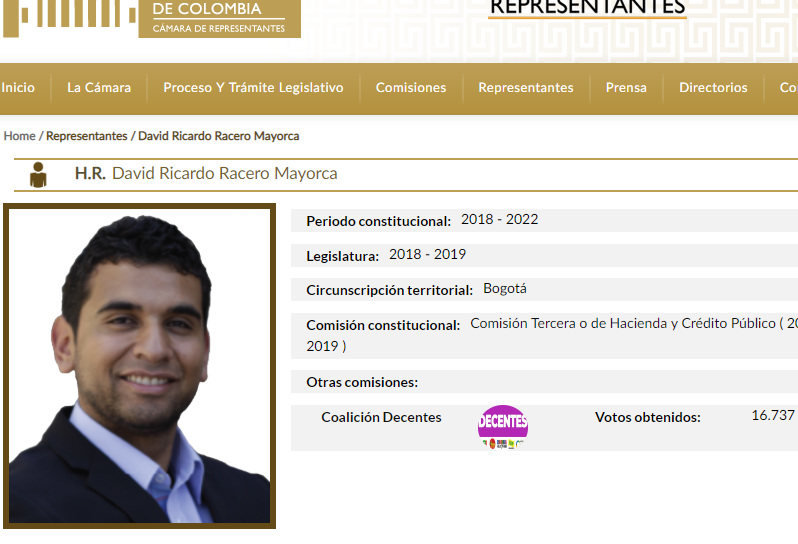 DE COLOMBIA
CÁMARA DE REPRESENTANTES
REPRESENTANTES
Inicio La Cámara Proceso Y Trámite Legislativo Comisiones Representantes Prensa Directorios Co
Home / Representantes / David Ricardo Racero Mayorca
H.R. David Ricardo Racero Mayorca
Periodo constitucional: 2018 - 2022
Legislatura: 2018 - 2019
Circunscripción territorial: Bogotá
Comisión constitucional: Comisión Tercera o de Hacienda y Crédito Público ( 20
2019 )
Otras comisiones:
Coalición Decentes DECENTES Votos obtenidos: 16.737